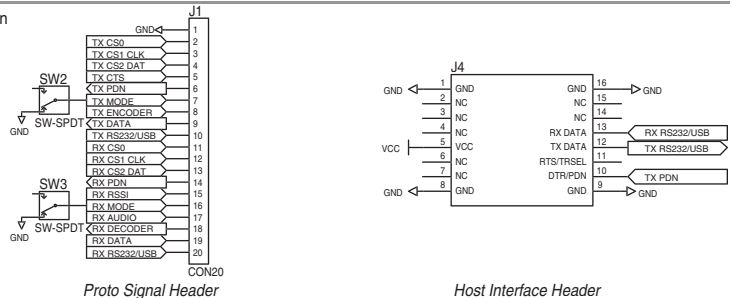 n
J1
GND
1
TX CS0
2
TX CS1 CLK
3
TX CS2 DAT
4
TX CTS
5
TX PDN
6
TX MODE
7
TX ENCODER
8
TX DATA
9
TX RS232/USB
10
RX CS0
11
RX CS1 CLK
12
RX CS2 DAT
13
RX PDN
14
RX RSSI
15
RX MODE
16
RX AUDIO
17
RX DECODER
18
RX DATA
19
RX RS232/USB
20
CON20
SW2
SW-SPDT
GND
SW3
SW-SPDT
GND
Proto Signal Header
J4
GND 1 GND
2 NC
3 NC
4 NC
VCC 5 VCC
6 NC
7 NC
GND 8 GND
GND 16 GND
NC 15
NC 14
RX DATA 13 RX RS232/USB
TX DATA 12 TX RS232/USB
RTS/TRSEL 11
DTR/PDN 10 TX PDN
GND 9 GND
Host Interface Header